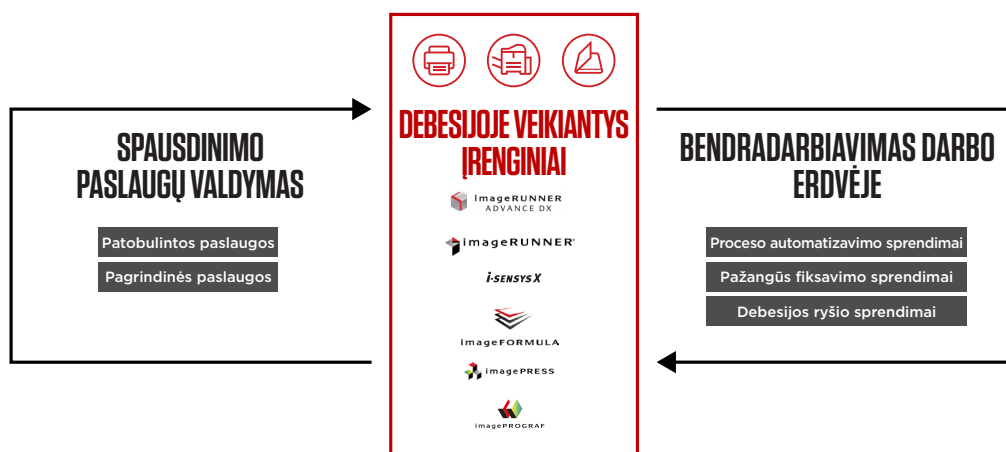 SPAUSDINIMO
PASLAUGŲ VALDYMAS
Patobulintos paslaugos
Pagrindinės paslaugos
DEBESIJOJE VEIKIANTYS
ĮRENGINIAI
imageRUNNER
ADVANCE DX
imageRUNNER®
i-SENSYS X
imageFORMULA
imagePRESS
imagePROGRAF
BENDRADARBIAVIMAS DARBO
ERDVĖJE
Proceso automatizavimo sprendimai
Pažangūs fiksavimo sprendimai
Debesijos ryšio sprendimai